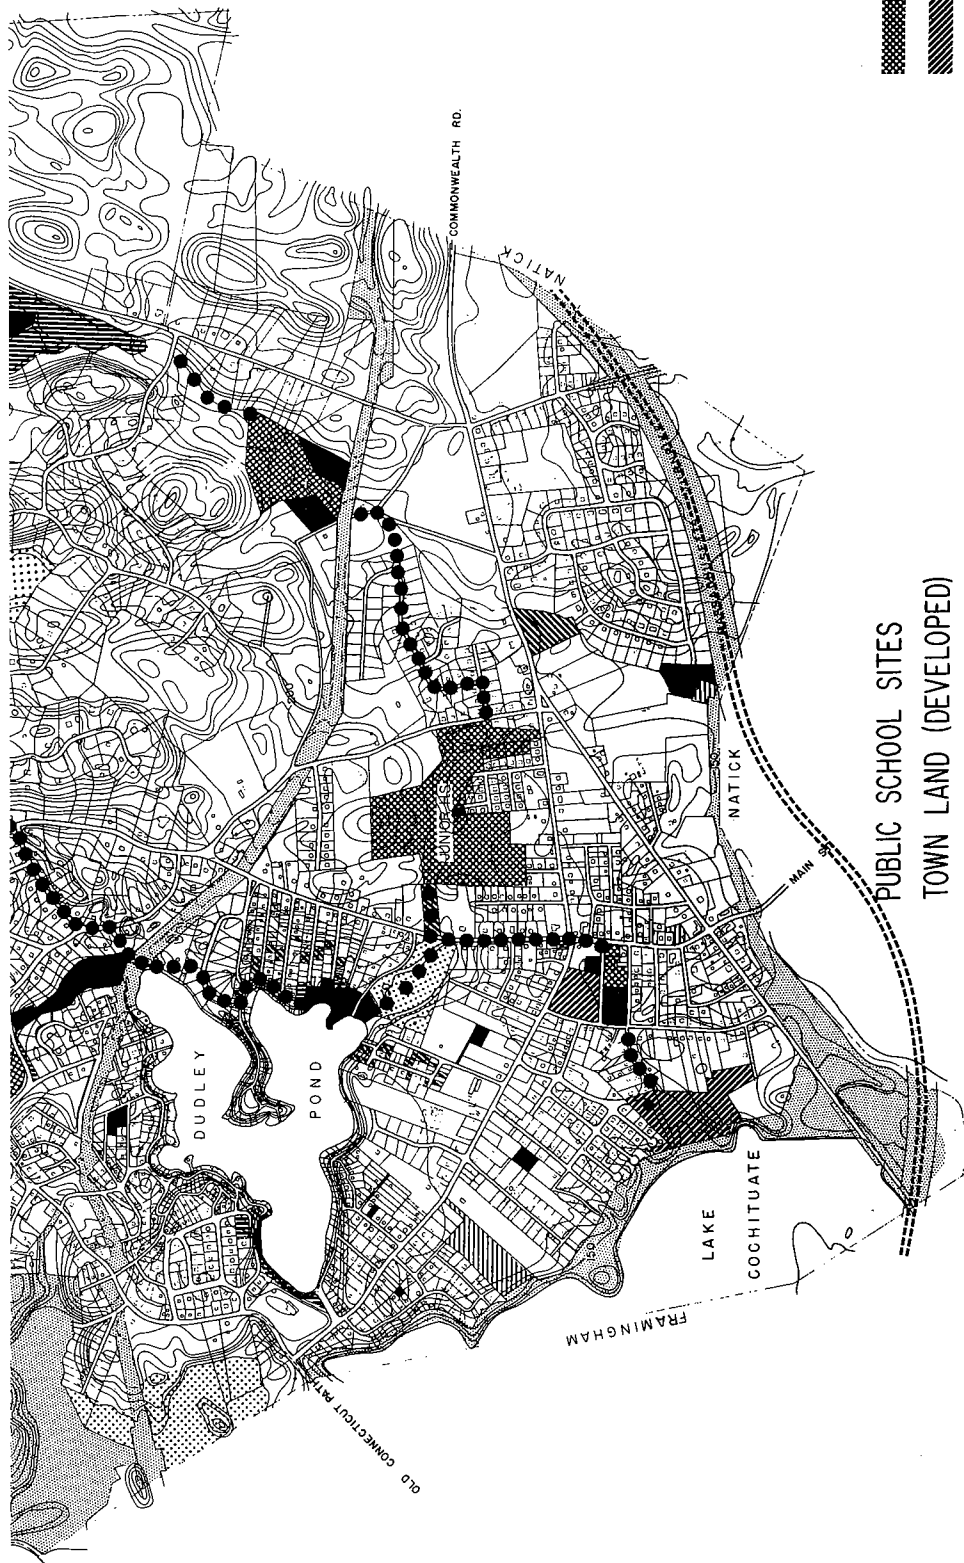 COMMONWEALTH RD.
NATICK
JUNIOR H.S.
DUDLEY
POND
NATICK
MAIN ST.
LAKE
COCHITUATE
FRAMINGHAM
OLD CONNECTICUT PATH
PUBLIC SCHOOL SITES
TOWN LAND (DEVELOPED)